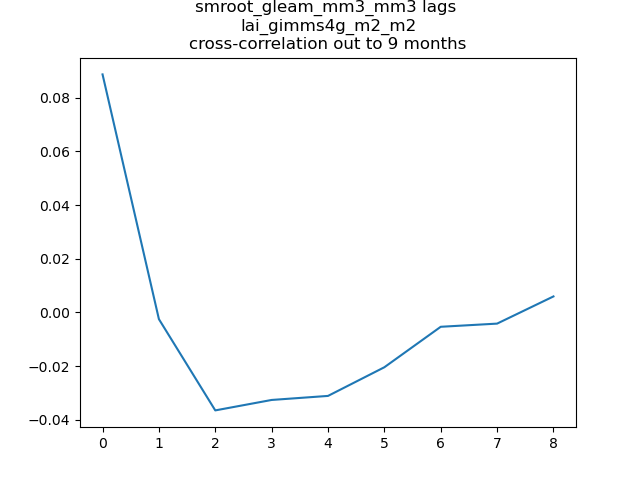 smroot_gleam_mm3_mm3 lags
lai_gimms4g_m2_m2
cross-correlation out to 9 months
0.08
0.06
0.04
0.02
0.00
−0.02
−0.04
0 1 2 3 4 5 6 7 8